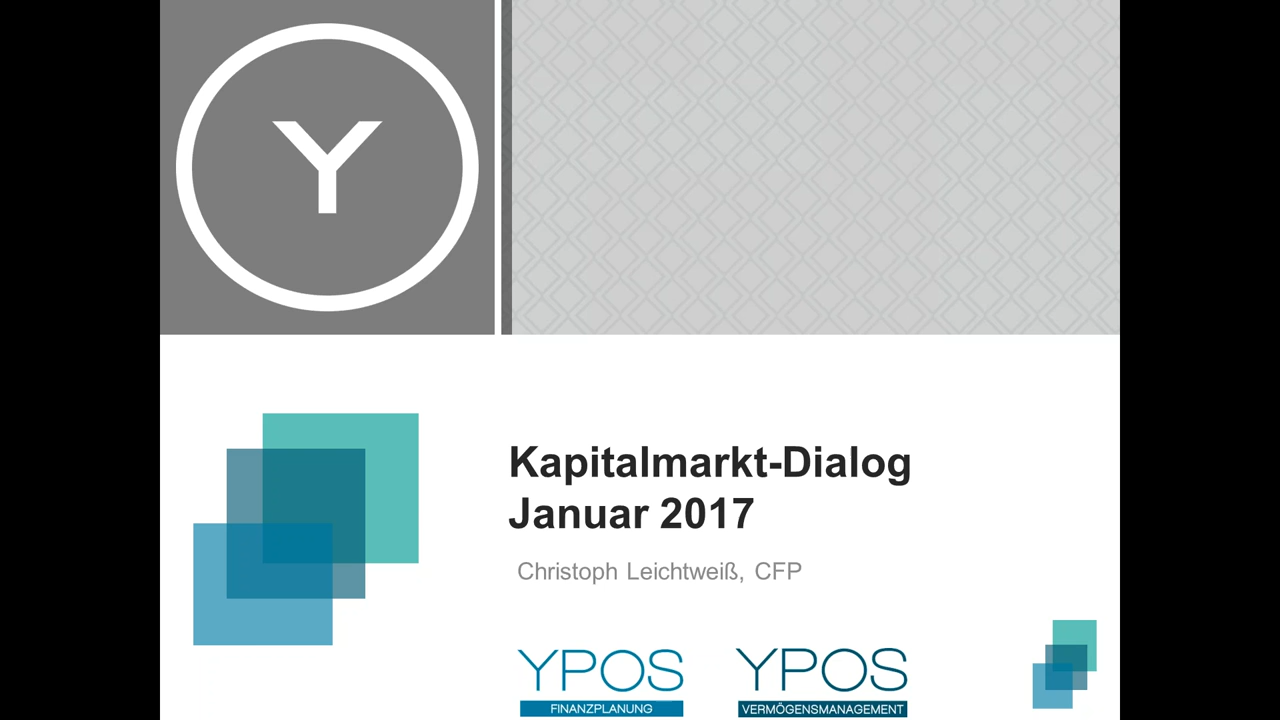 Y
Kapitalmarkt-Dialog
Januar 2017
Christoph Leichtweiß, CFP
YPOS
FINANZPLANUNG
YPOS
VERMÖGENSMANAGEMENT